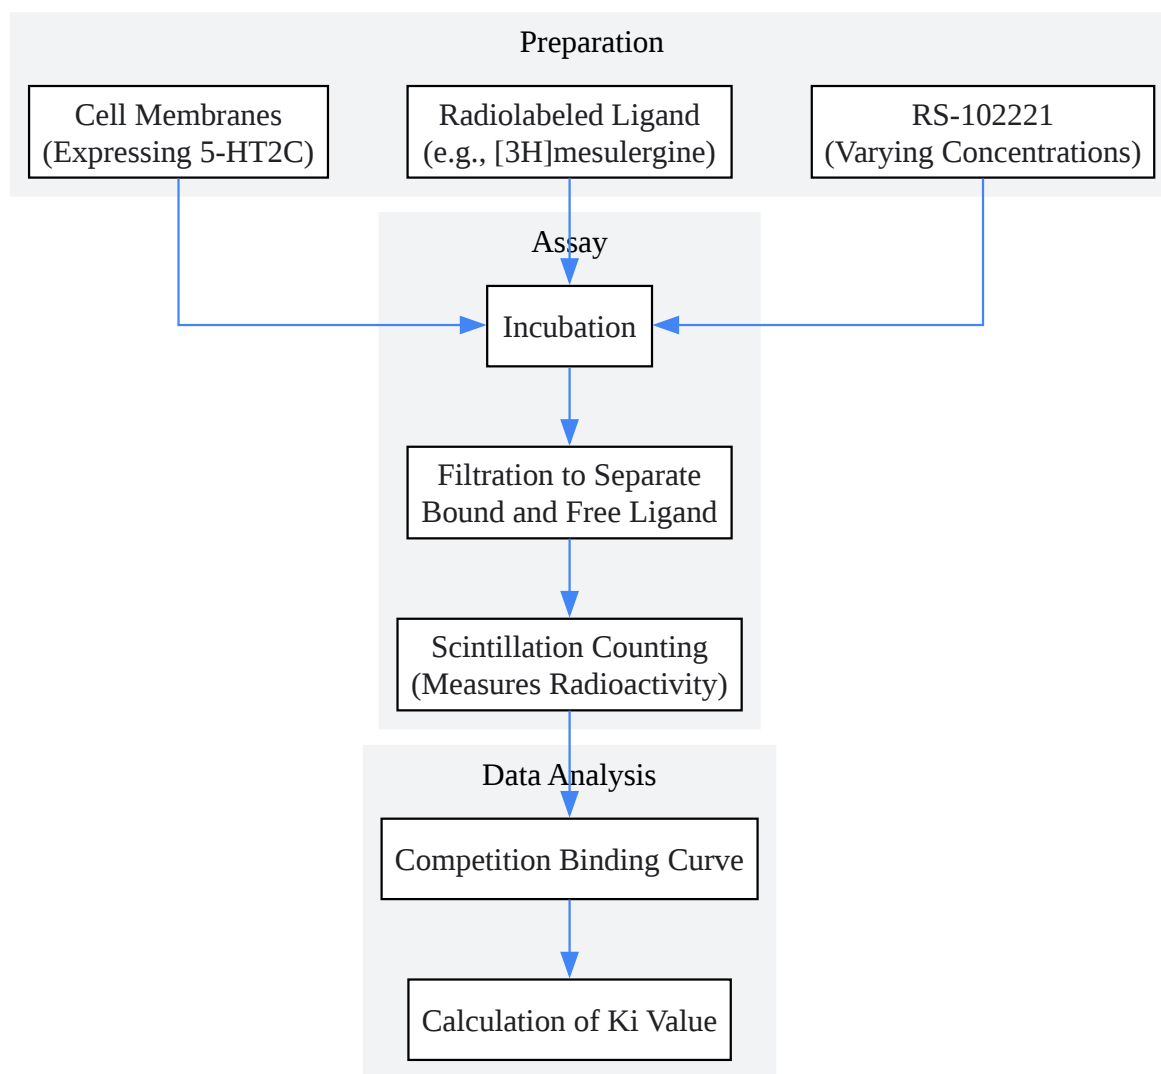 Preparation
Cell Membranes
(Expressing 5-HT2C)
Radiolabeled Ligand
(e.g., [3H]mesulergine)
RS-102221
(Varying Concentrations)
Assay
Incubation
Filtration to Separate
Bound and Free Ligand
Scintillation Counting
(Measures Radioactivity)
Data Analysis
Competition Binding Curve
Calculation of Ki Value